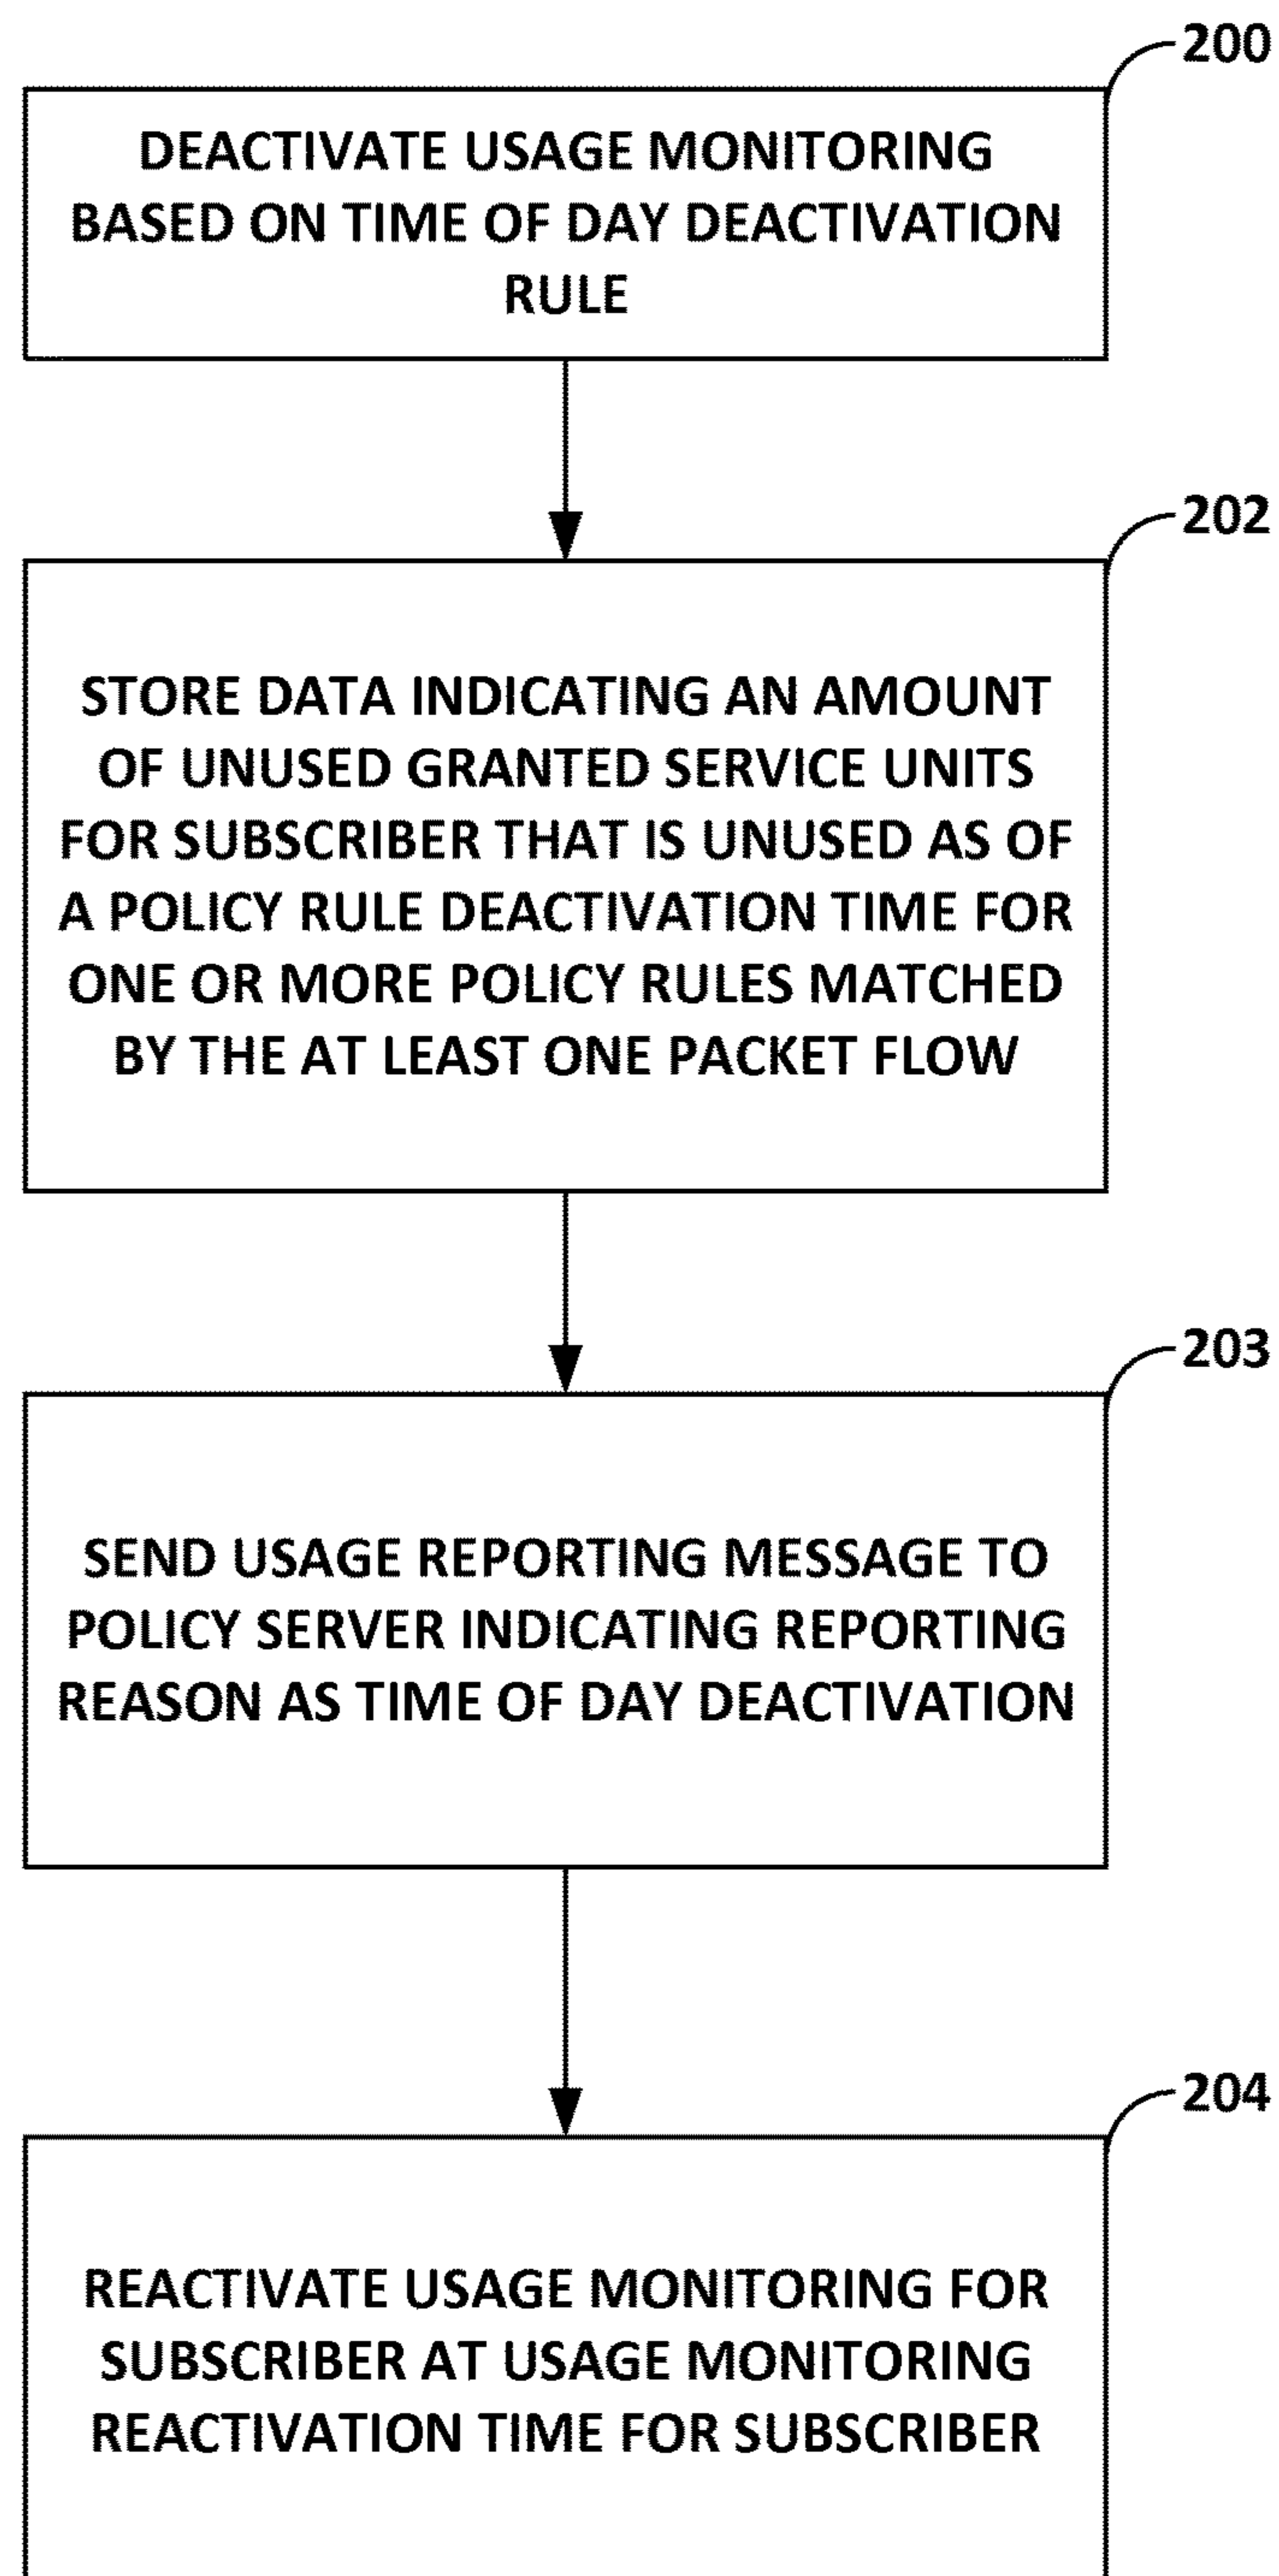 200
DEACTIVATE USAGE MONITORING
BASED ON TIME OF DAY DEACTIVATION
RULE
202
STORE DATA INDICATING AN AMOUNT
OF UNUSED GRANTED SERVICE UNITS
FOR SUBSCRIBER THAT IS UNUSED AS OF
A POLICY RULE DEACTIVATION TIME FOR
ONE OR MORE POLICY RULES MATCHED
BY THE AT LEAST ONE PACKET FLOW
203
SEND USAGE REPORTING MESSAGE TO
POLICY SERVER INDICATING REPORTING
REASON AS TIME OF DAY DEACTIVATION
204
REACTIVATE USAGE MONITORING FOR
SUBSCRIBER AT USAGE MONITORING
REACTIVATION TIME FOR SUBSCRIBER